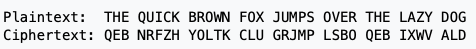 Plaintext:  THE QUICK BROWN FOX JUMPS OVER THE LAZY DOG
Ciphertext: QEB NRFZH YOLTK CLU GRJMP LSBO QEB IXWV ALD